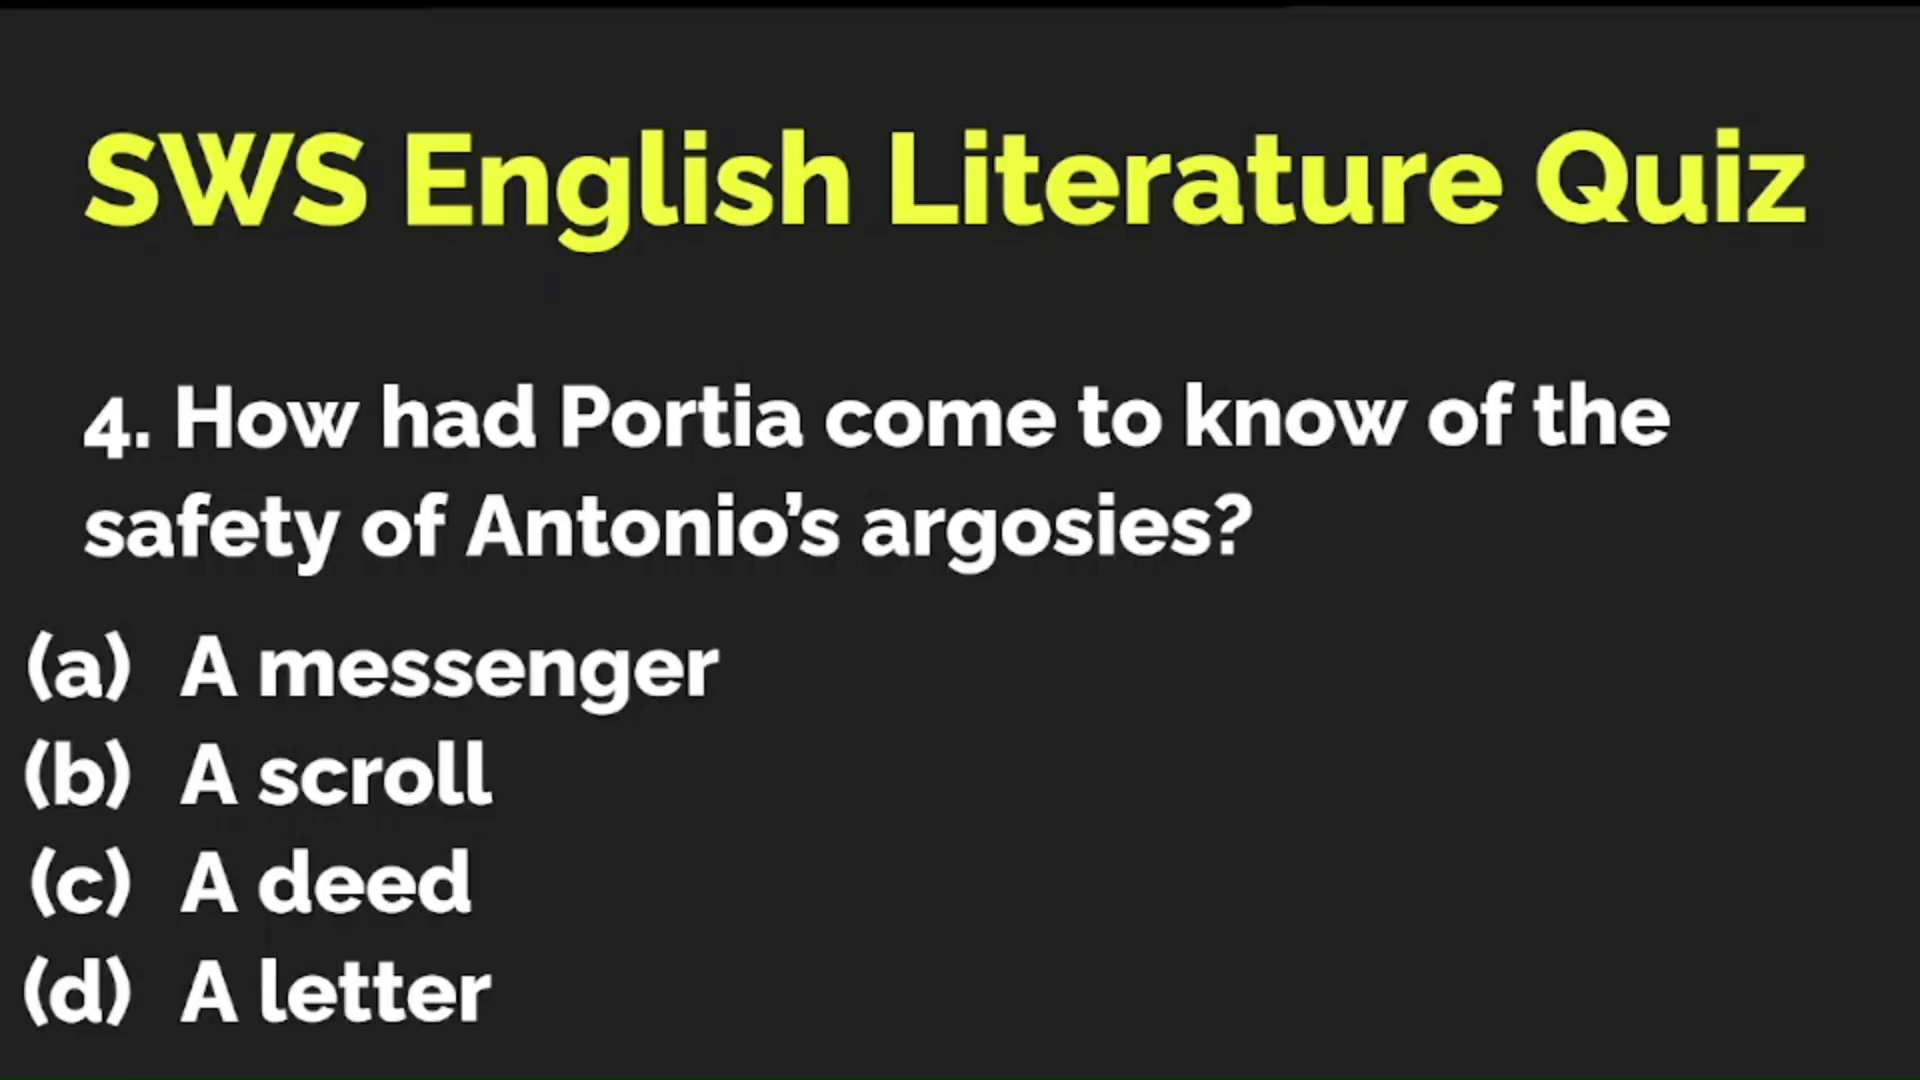 SWS English Literature Quiz
4. How had Portia come to know of the
safety of Antonio’s argosies?
(a) A messenger
(b) A scroll
(c) A deed
(d) A letter